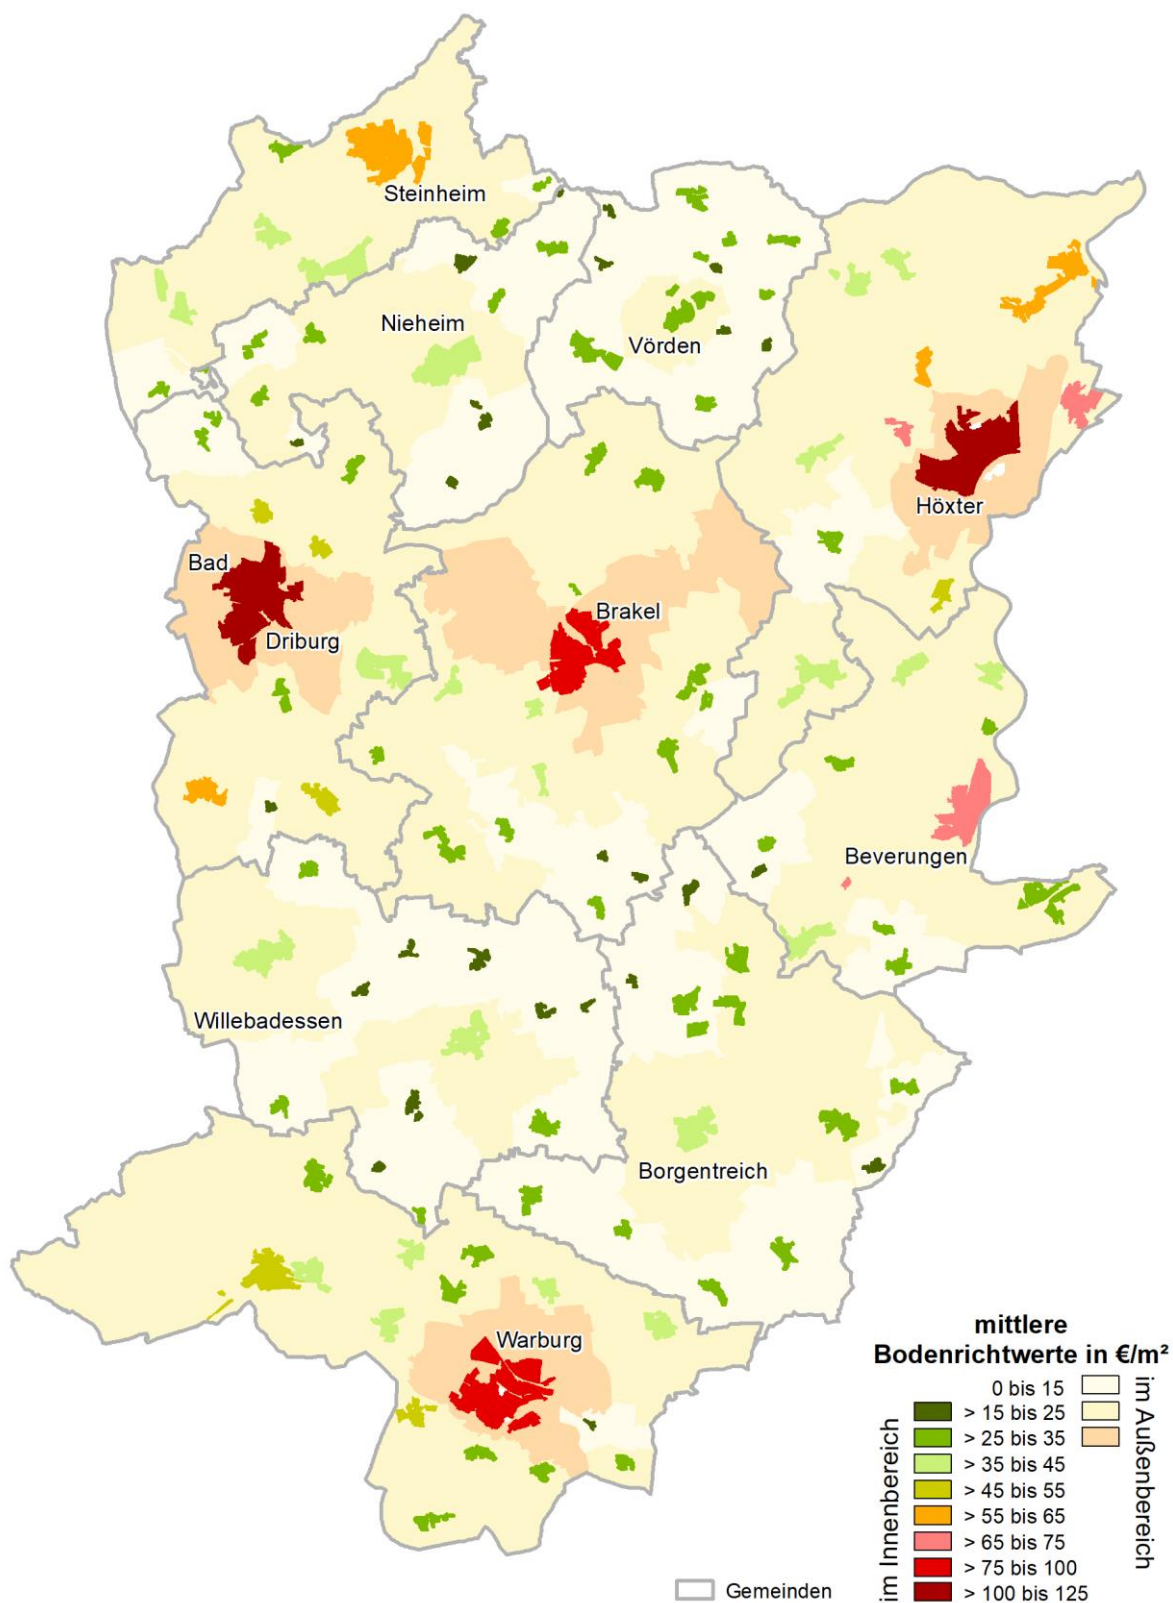 Steinheim
Nieheim
Vörden
Höxter
Bad
Driburg
Brakel
Beverungen
Willebadessen
Borgentreich
Warburg
mittlere
Bodenrichtwerte in €/m²
0 bis 15
> 15 bis 25
> 25 bis 35
> 35 bis 45
> 45 bis 55
> 55 bis 65
> 65 bis 75
> 75 bis 100
> 100 bis 125
im Innenbereich
im Außenbereich
Gemeinden